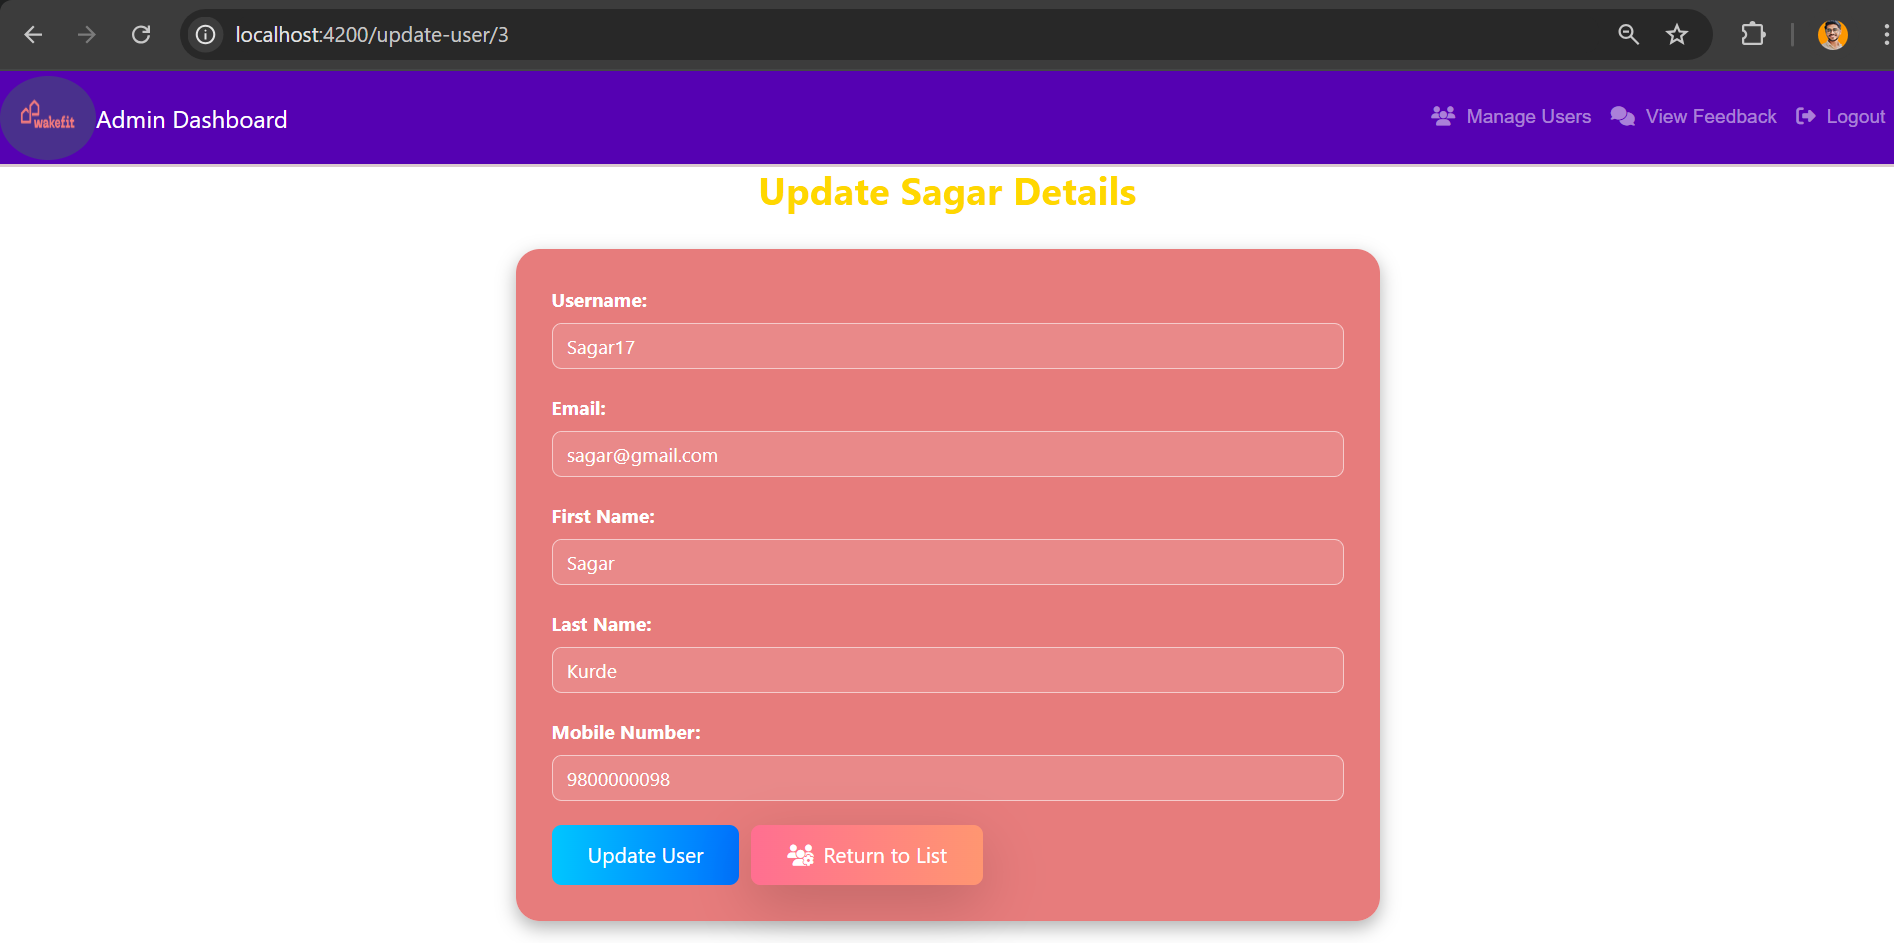 localhost:4200/update-user/3
wakefit
Admin Dashboard
Manage Users
View Feedback
Logout
Update Sagar Details
Username:
Sagar17
Email:
sagar@gmail.com
First Name:
Sagar
Last Name:
Kurde
Mobile Number:
9800000098
Update User
Return to List